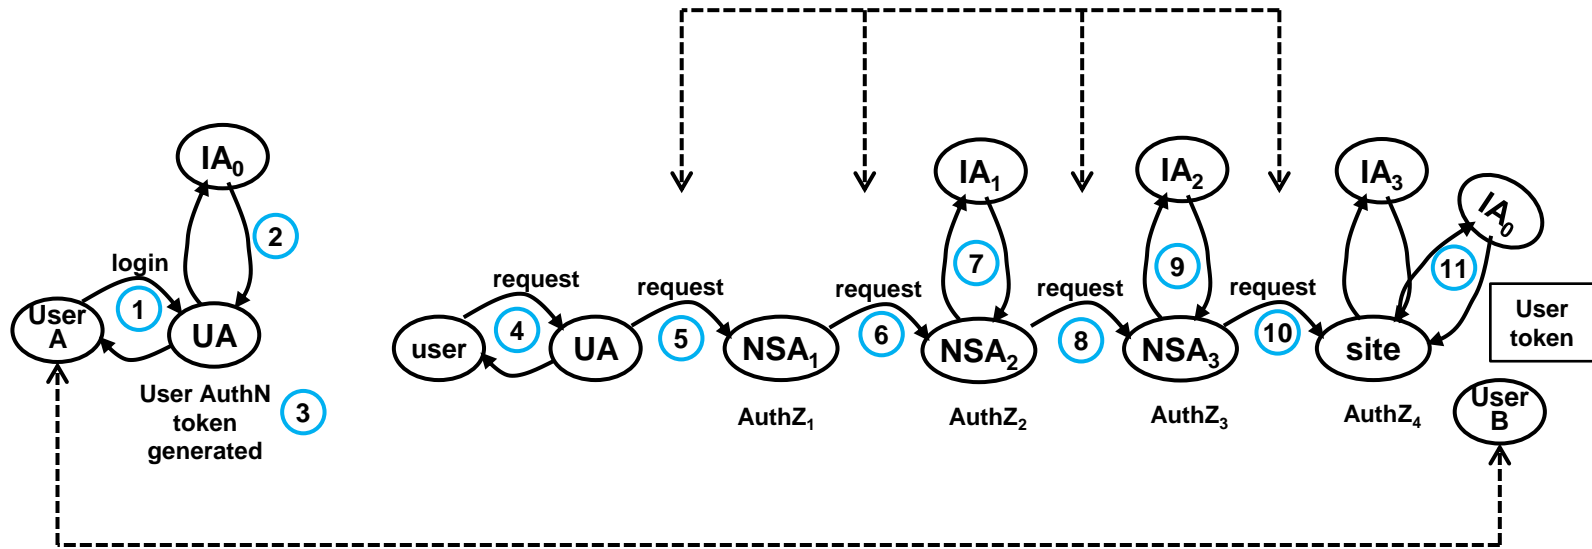 IA₀
2
login
1
User
A
UA
User AuthN
token
generated
3
request
4
user
UA
request
5
NSA₁
AuthZ₁
request
6
IA₁
7
NSA₂
AuthZ₂
request
8
IA₂
9
NSA₃
AuthZ₃
request
10
IA₃
site
AuthZ₄
IA₀
11
User
token
User
B